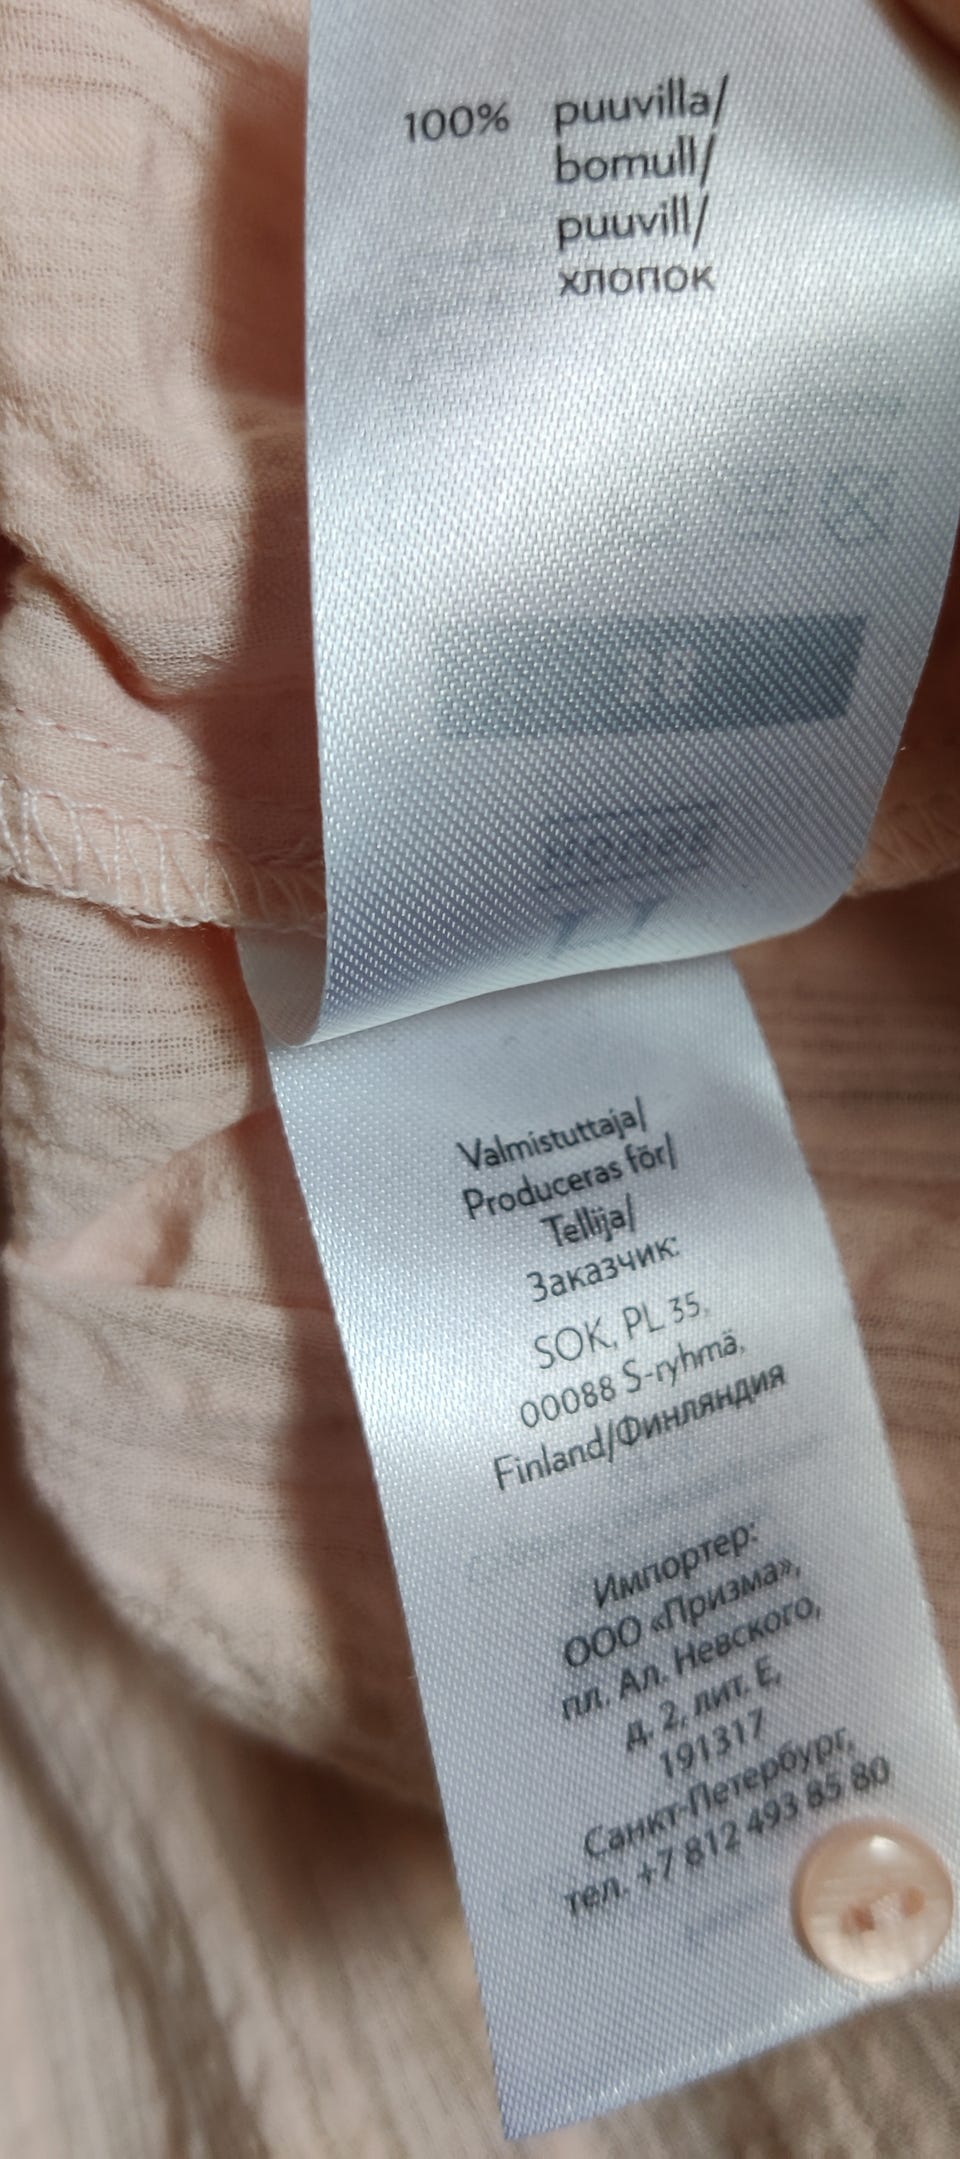 100% puuvilla/
bomull/
puuvill/
хлопок
Valmistuttaja/
Produceras för/
Tellija/
Заказчик:
SOK, PL 35,
00088 S-ryhmä,
Finland/Финляндия
Импортер:
ООО «Призма»,
пл. Ал. Невского,
д. 2, лит. Е,
191317
Санкт-Петербург,
тел. +7 812 493 85 80